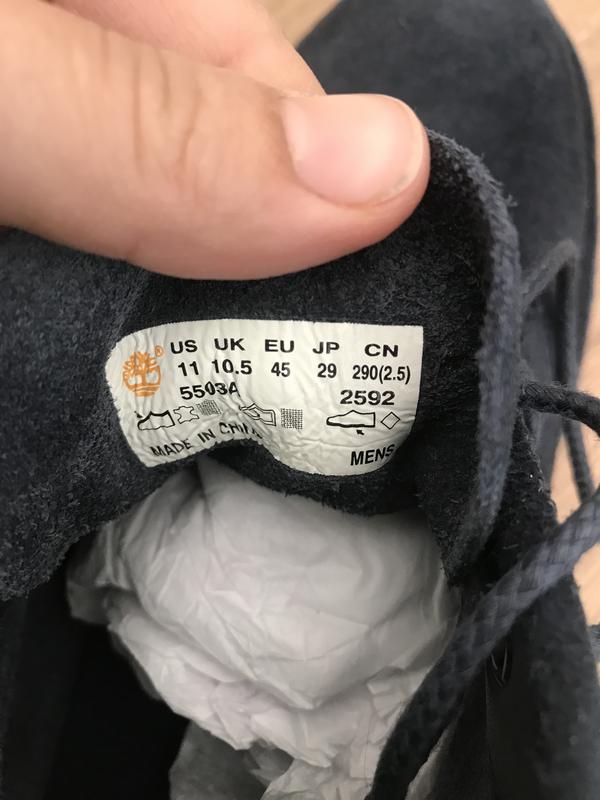 US UK EU JP CN
11 10.5 45 29 290(2.5)
5503A 2592
MADE IN CHINA
MENS
®